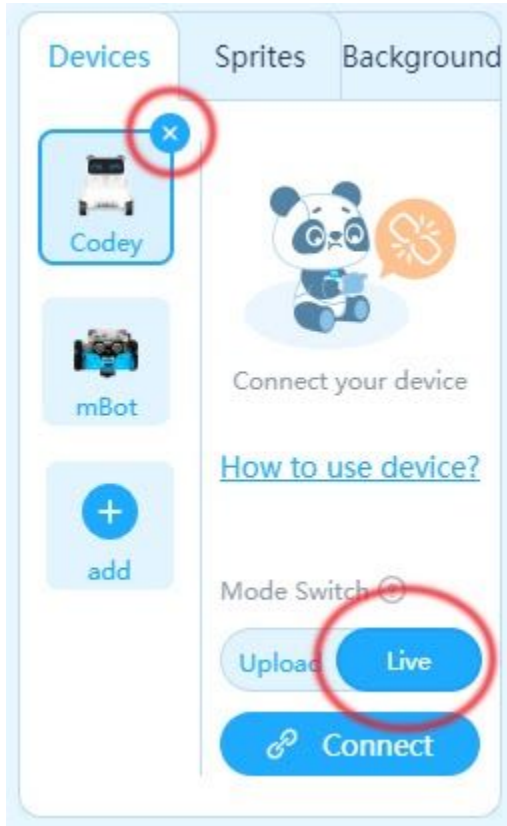 Devices Sprites Background
Codey
Connect your device
mBot
How to use device?
add
Mode Switch
Upload Live
Connect